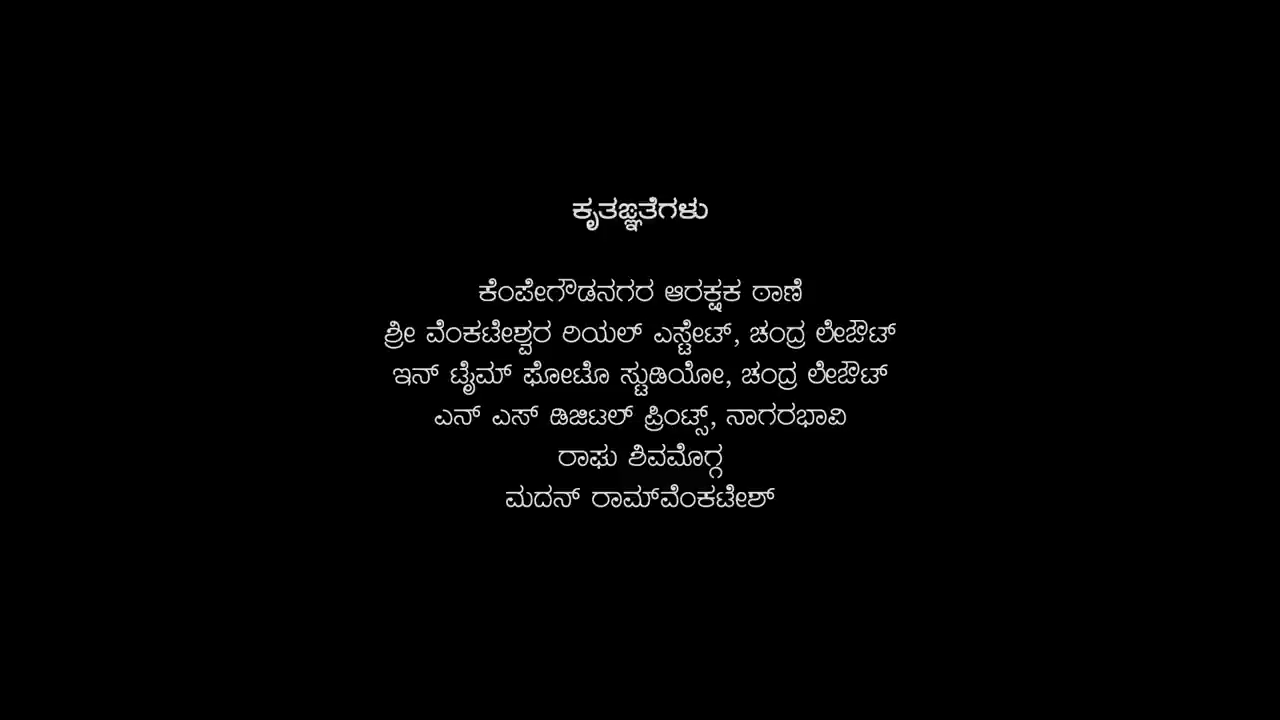 ಕೃತಜ್ಞತೆಗಳು
ಕೆಂಪೇಗೌಡನಗರ ಆರಕ್ಷಕ ಠಾಣೆ
ಶ್ರೀ ವೆಂಕಟೇಶ್ವರ ರಿಯಲ್ ಎಸ್ಟೇಟ್, ಚಂದ್ರ ಲೇಔಟ್
ಇನ್ ಟೈಮ್ ಫೋಟೊ ಸ್ಟುಡಿಯೋ, ಚಂದ್ರ ಲೇಔಟ್
ಎನ್ ಎಸ್ ಡಿಜಿಟಲ್ ಪ್ರಿಂಟ್ಸ್, ನಾಗರಭಾವಿ
ರಾಘು ಶಿವಮೊಗ್ಗ
ಮದನ್ ರಾಮ್‌ವೆಂಕಟೇಶ್